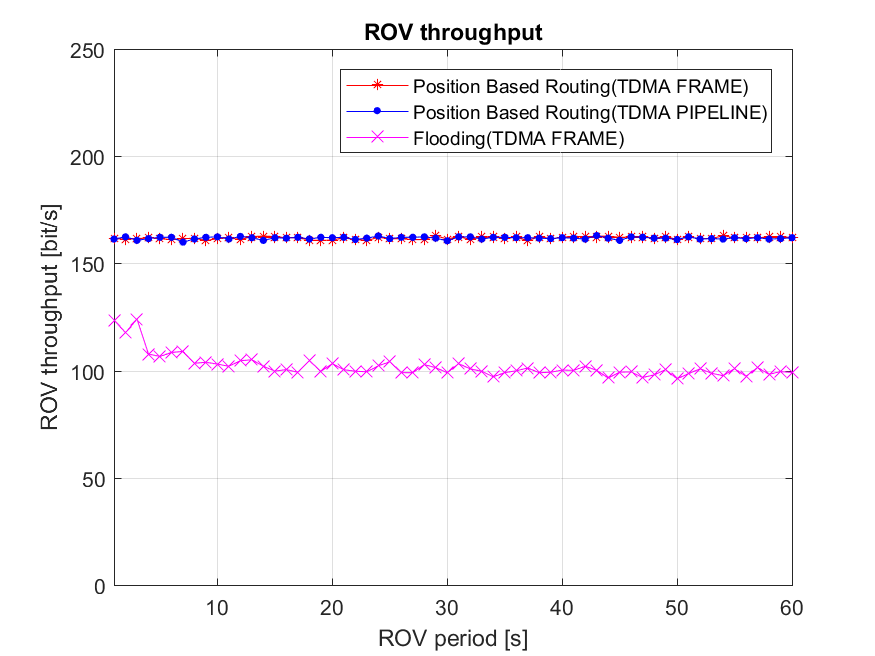 ROV throughput
250
200
150
100
50
0
ROV throughput [bit/s]
Position Based Routing(TDMA FRAME)
Position Based Routing(TDMA PIPELINE)
Flooding(TDMA FRAME)
10 20 30 40 50 60
ROV period [s]